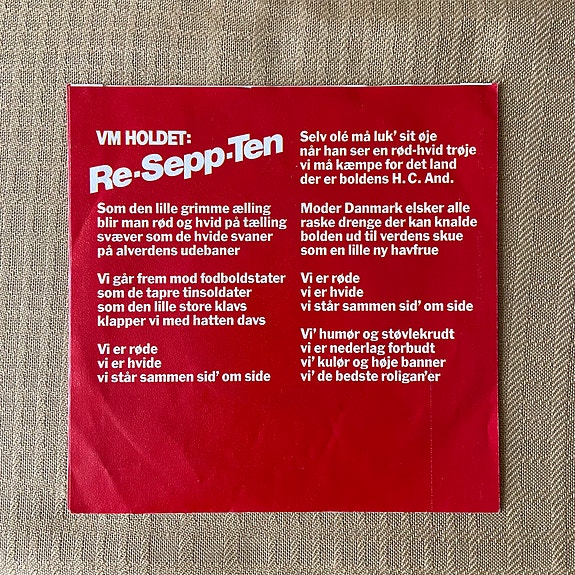 VM HOLDET:
Re-Sepp-Ten
Som den lille grimme ælling
blir man rød og hvid på tælling
svæver som de hvide svaner
på alverdens udebaner
Vi går frem mod fodboldstater
som de tapre tinsoldater
som den lille store klavs
klapper vi med hatten davs
Vi er røde
vi er hvide
vi står sammen sid' om side
Selv olé må luk' sit øje
når han ser en rød-hvid trøje
vi må kæmpe for det land
der er boldens H. C. And.
Moder Danmark elsker alle
raske drenge der kan knalde
bolden ud til verdens skue
som en lille ny havfrue
Vi er røde
vi er hvide
vi står sammen sid' om side
Vi' humør og støvlekrudt
vi er nederlag forbudt
vi' kulør og høje banner
vi' de bedste roligan'er